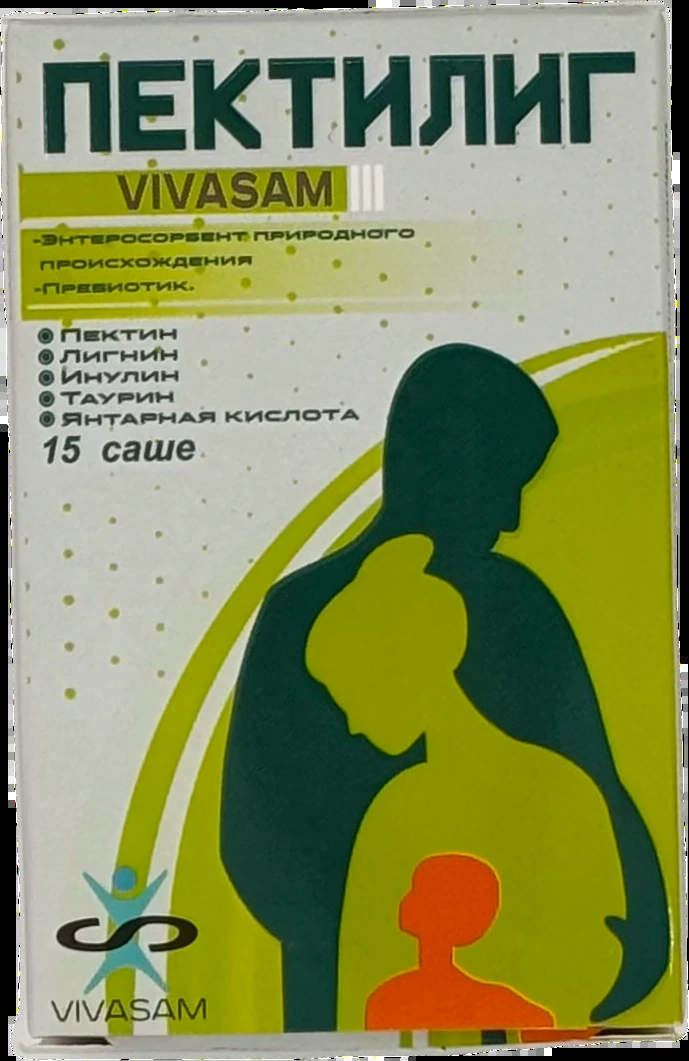 ПЕКТИЛИГ
VIVASAM
-Энтеросорбент природного
происхождения
-Пребиотик.
Пектин
Лигнин
Инулин
Таурин
Янтарная кислота
15 саше
S
VIVASAM